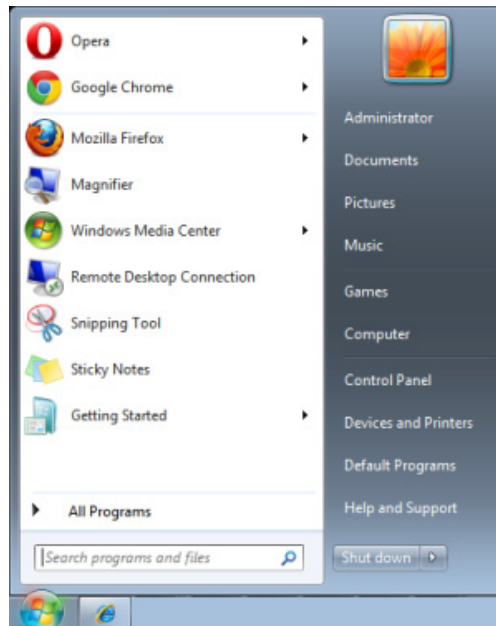 Opera
Google Chrome
Mozilla Firefox
Magnifier
Windows Media Center
Remote Desktop Connection
Snipping Tool
Sticky Notes
Getting Started
All Programs
Search programs and files
Administrator
Documents
Pictures
Music
Games
Computer
Control Panel
Devices and Printers
Default Programs
Help and Support
Shut down